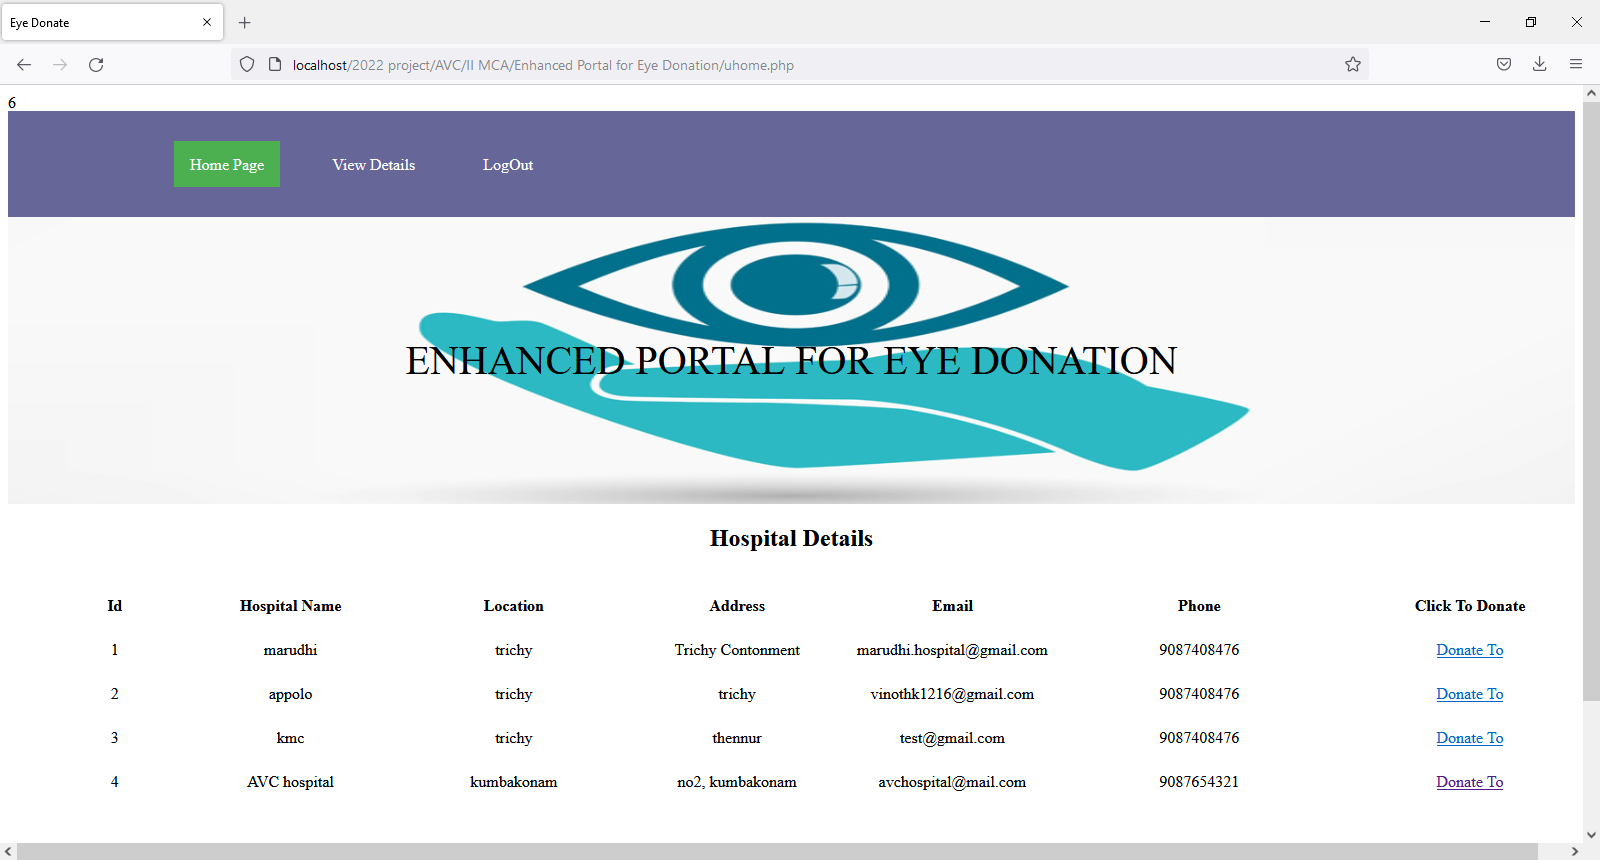 Eye Donate
localhost/2022 project/AVC/II MCA/Enhanced Portal for Eye Donation/uhome.php
6
Home Page View Details LogOut
ENHANCED PORTAL FOR EYE DONATION
Hospital Details
Id Hospital Name Location Address Email Phone Click To Donate
1 marudhi trichy Trichy Contonment marudhi.hospital@gmail.com 9087408476 Donate To
2 appolo trichy trichy vinothk1216@gmail.com 9087408476 Donate To
3 kmc trichy thennur test@gmail.com 9087408476 Donate To
4 AVC hospital kumbakonam no2, kumbakonam avchospital@mail.com 9087654321 Donate To